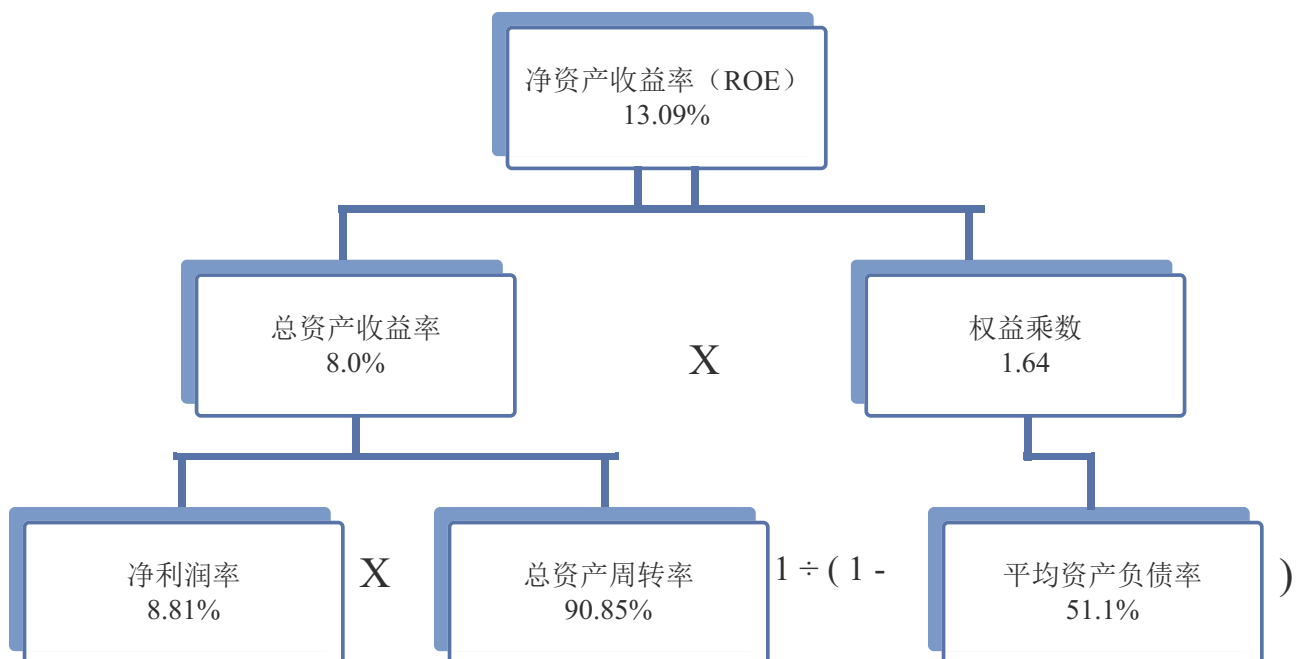 净资产收益率（ROE）
13.09%
总资产收益率
8.0%
X
权益乘数
1.64
净利润率
8.81%
X
总资产周转率
90.85%
1 ÷ ( 1 -
平均资产负债率
51.1%
)